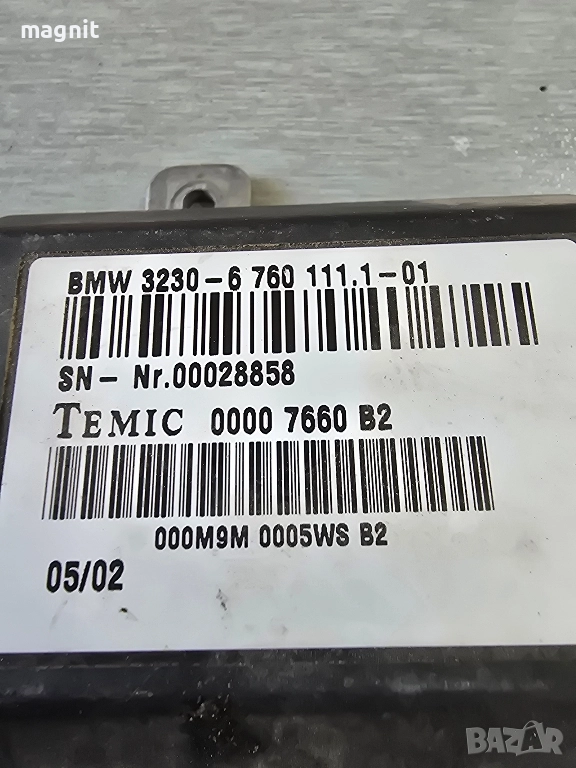 magnit
BMW 3230-6 760 111.1-01
SN- Nr.00028858
TEMIC 0000 7660 B2
000M9M 0005WS B2
05/02
BAZAR